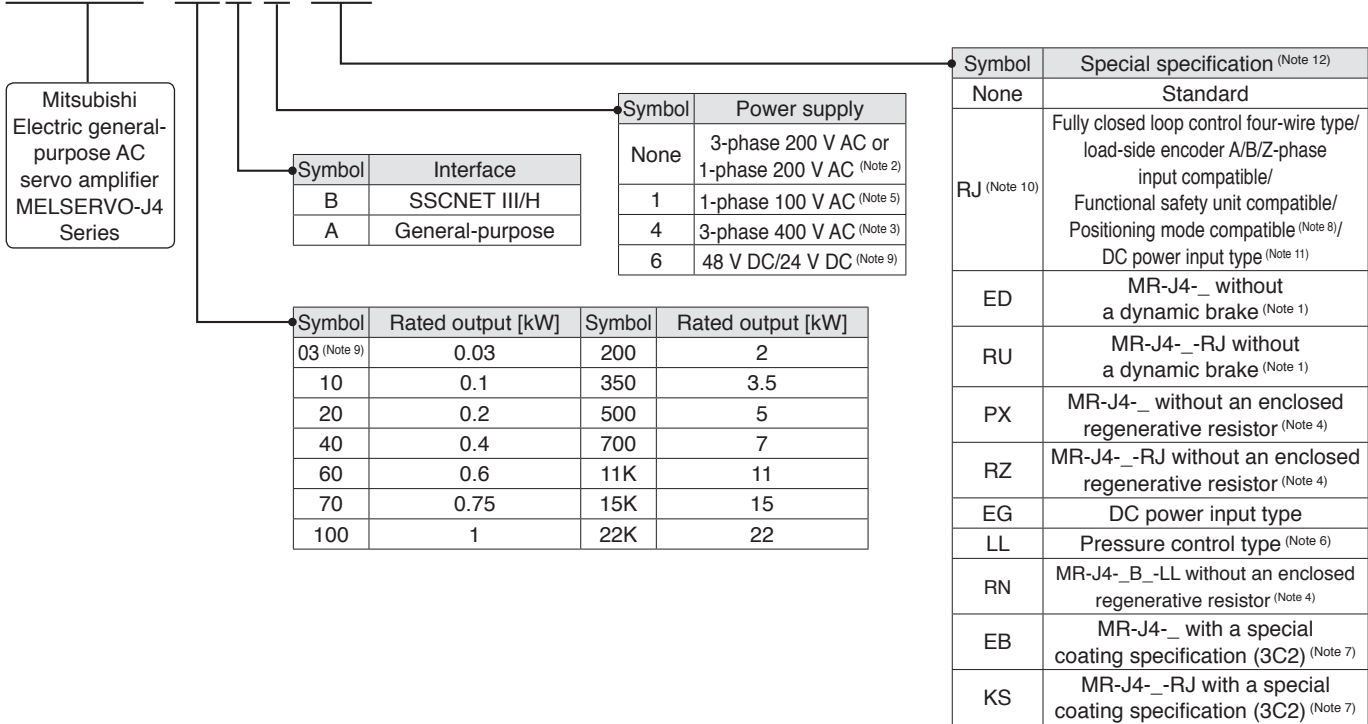 Mitsubishi
Electric general-
purpose AC
servo amplifier
MELSERVO-J4
Series
Symbol Interface
B SSCNET III/H
A General-purpose
Symbol Power supply
None 3-phase 200 V AC or
1-phase 200 V AC (Note 2)
1 1-phase 100 V AC (Note 5)
4 3-phase 400 V AC (Note 3)
6 48 V DC/24 V DC (Note 9)
Symbol Rated output [kW] Symbol Rated output [kW]
03 (Note 9) 0.03 200 2
10 0.1 350 3.5
20 0.2 500 5
40 0.4 700 7
60 0.6 11K 11
70 0.75 15K 15
100 1 22K 22
Symbol Special specification (Note 12)
None Standard
RJ (Note 10) Fully closed loop control four-wire type/
load-side encoder A/B/Z-phase
input compatible/
Functional safety unit compatible/
Positioning mode compatible (Note 8)/
DC power input type (Note 11)
ED MR-J4-_ without
a dynamic brake (Note 1)
RU MR-J4-_-RJ without
a dynamic brake (Note 1)
PX MR-J4-_ without an enclosed
regenerative resistor (Note 4)
RZ MR-J4-_-RJ without an enclosed
regenerative resistor (Note 4)
EG DC power input type
LL Pressure control type (Note 6)
RN MR-J4-_B_-LL without an enclosed
regenerative resistor (Note 4)
EB MR-J4-_ with a special
coating specification (3C2) (Note 7)
KS MR-J4-_-RJ with a special
coating specification (3C2) (Note 7)